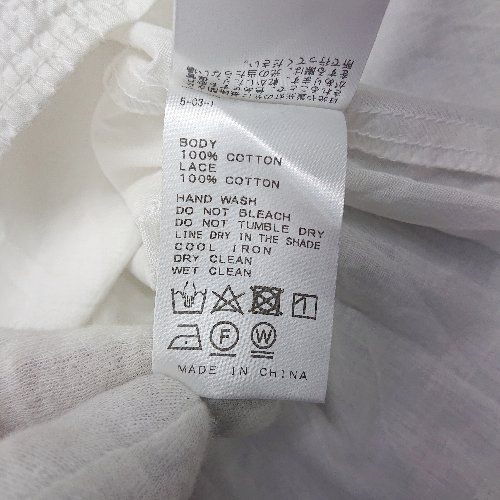 5-03-1
BODY
100% COTTON
LACE
100% COTTON
HAND WASH
DO NOT BLEACH
DO NOT TUMBLE DRY
LINE DRY IN THE SHADE
COOL IRON
DRY CLEAN
WET CLEAN
F W
MADE IN CHINA